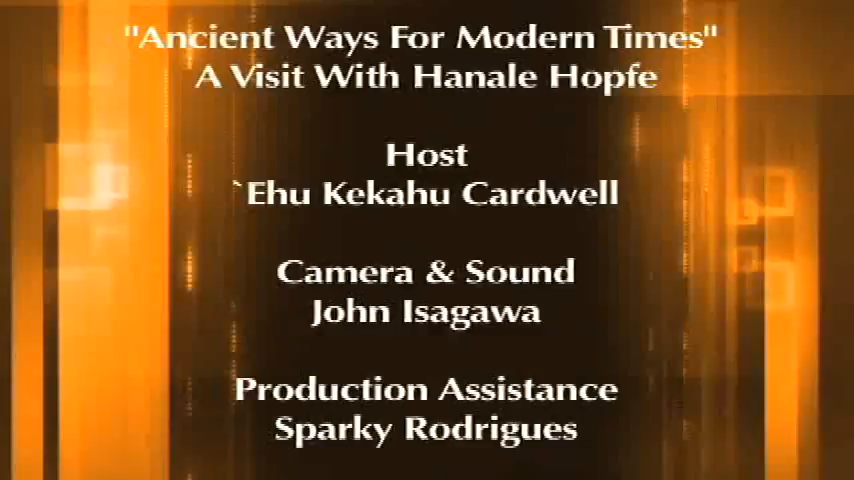 "Ancient Ways For Modern Times"
A Visit With Hanale Hopfe
Host
`Ehu Kekahu Cardwell
Camera & Sound
John Isagawa
Production Assistance
Sparky Rodrigues